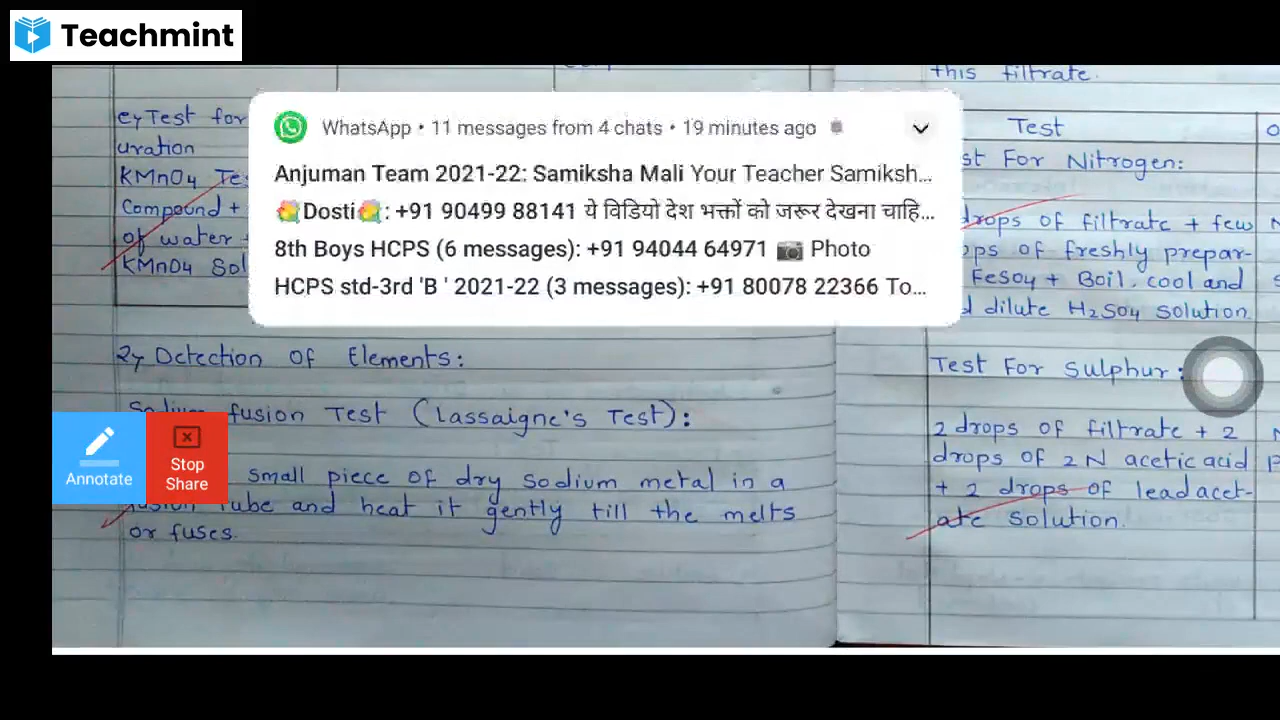 Teachmint
this filtrate.
e) Test for
uration
KMnO4 Te
Compound +
of water
KMnO4 Sol
WhatsApp • 11 messages from 4 chats • 19 minutes ago
Anjuman Team 2021-22: Samiksha Mali Your Teacher Samiksh...
💐Dosti💐: +91 90499 88141 ये विडियो देश भक्तों को जरूर देखना चाहि...
8th Boys HCPS (6 messages): +91 94044 64971 📷 Photo
HCPS std-3rd 'B ' 2021-22 (3 messages): +91 80078 22366 To...
2) Detection of Elements:
Sodium fusion Test (Lassaigne's Test):
small piece of dry sodium metal in a
fusion tube and heat it gently till the melts
or fuses.
Annotate
Stop
Share
Test
st For Nitrogen:
drops of filtrate + few
ops of freshly prepar-
FeSO4 + Boil, cool and
d dilute H2SO4 solution.
Test For Sulphur:
2 drops of filtrate + 2
drops of 2N acetic acid
+ 2 drops of lead acet-
ate solution.